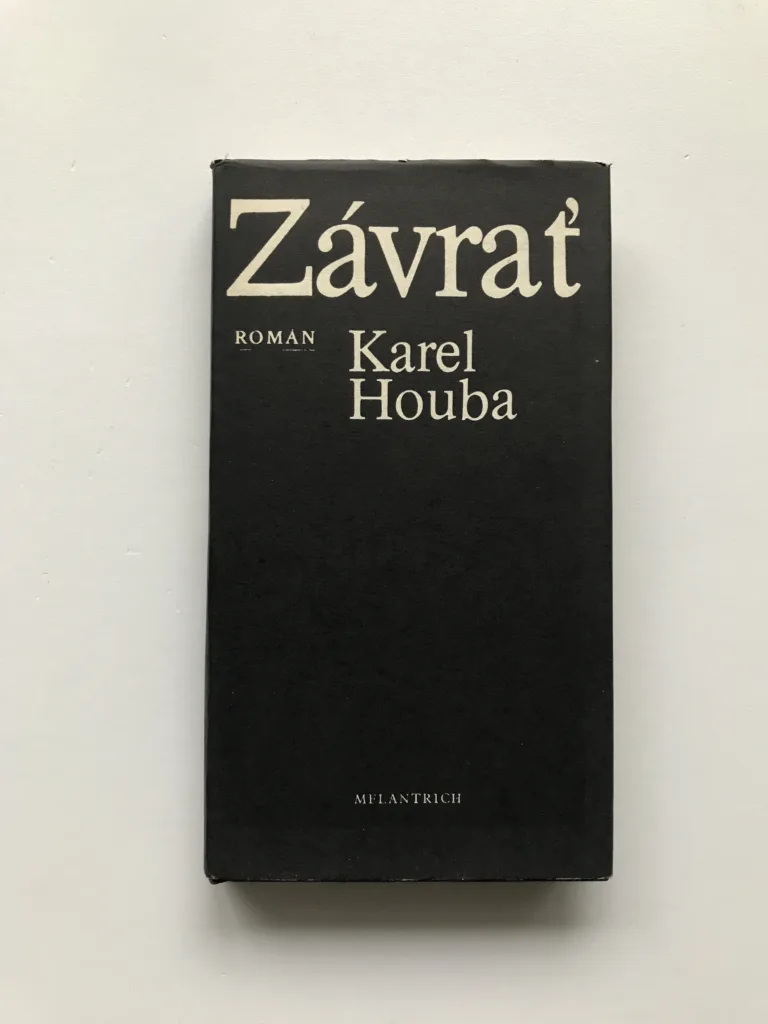 Závrať
ROMÁN
Karel
Houba
MELANTRICH